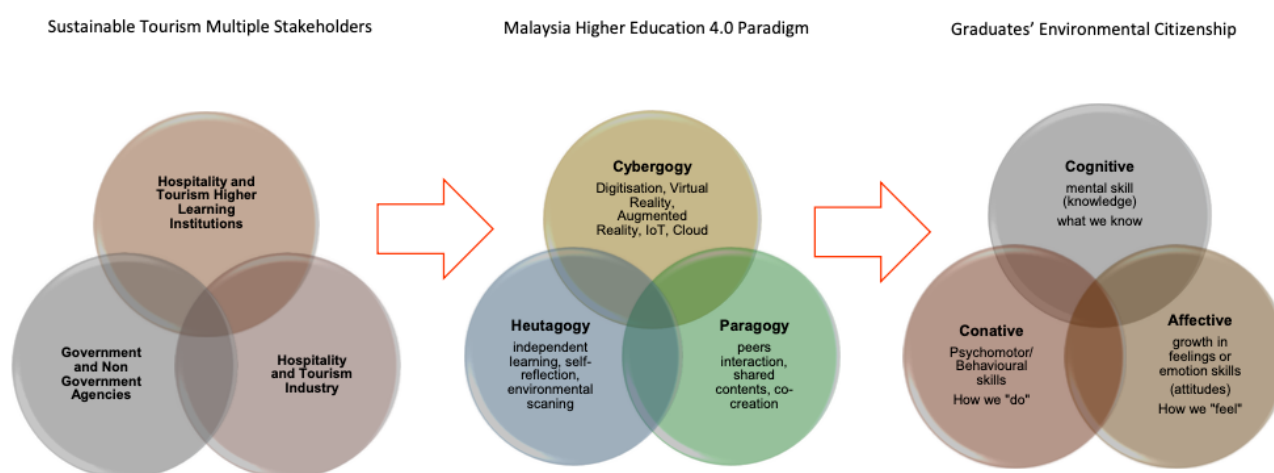 Sustainable Tourism Multiple Stakeholders
Hospitality and
Tourism Higher
Learning
Institutions
Government
and Non
Government
Agencies
Hospitality
and Tourism
Industry
Malaysia Higher Education 4.0 Paradigm
Cybergogy
Digitisation, Virtual
Reality,
Augmented
Reality, IoT, Cloud
Heutagogy
independent
learning, self-
reflection,
environmental
scaning
Paragogy
peers
interaction,
shared
contents, co-
creation
Graduates’ Environmental Citizenship
Cognitive
mental skill
(knowledge)
what we know
Conative
Psychomotor/
Behavioural
skills
How we "do"
Affective
growth in
feelings or
emotion skills
(attitudes)
How we "feel"